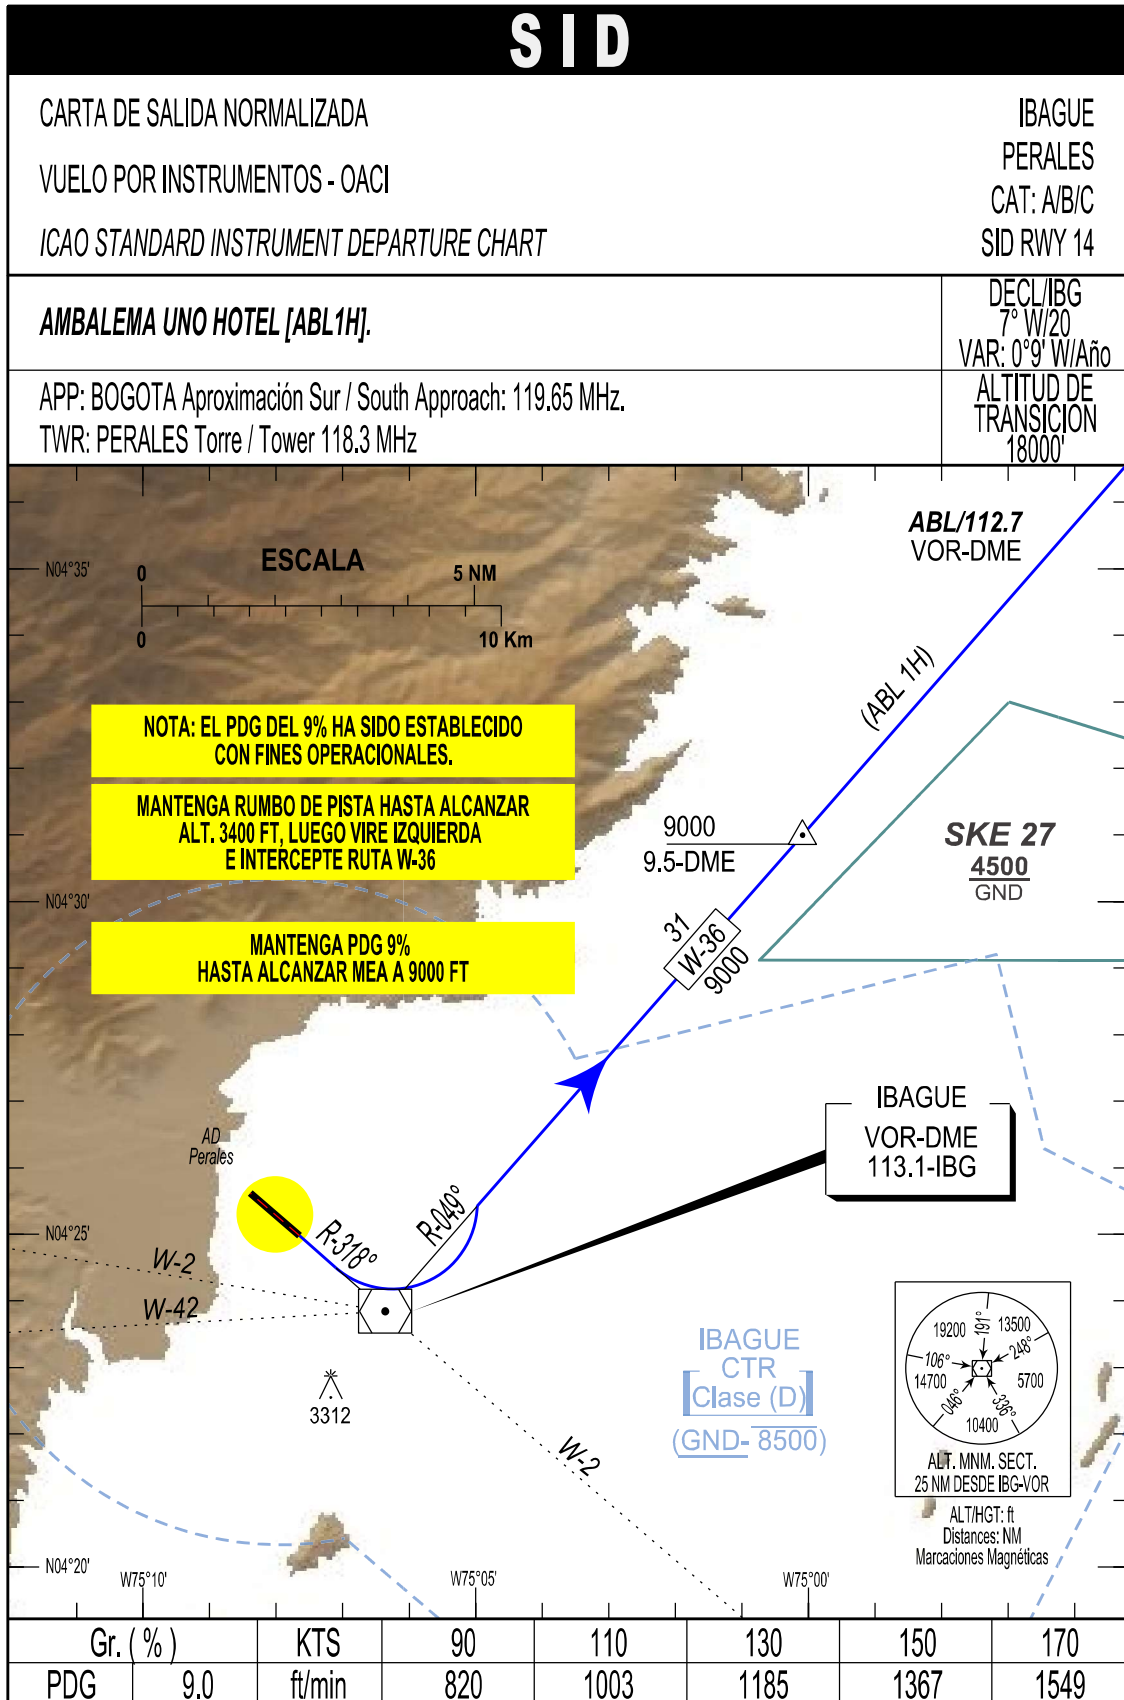 SID
CARTA DE SALIDA NORMALIZADA
VUELO POR INSTRUMENTOS - OACI
ICAO STANDARD INSTRUMENT DEPARTURE CHART
IBAGUE
PERALES
CAT: A/B/C
SID RWY 14
AMBALEMA UNO HOTEL [ABL1H].
DECL/IBG
7° W/20
VAR: 0°9' W/Año
APP: BOGOTA Aproximación Sur / South Approach: 119.65 MHz.
TWR: PERALES Torre / Tower 118.3 MHz
ALTITUD DE
TRANSICION
18000'
ABL/112.7
VOR-DME
N04°35'
ESCALA
0
5 NM
0
10 Km
(ABL 1H)
NOTA: EL PDG DEL 9% HA SIDO ESTABLECIDO
CON FINES OPERACIONALES.
MANTENGA RUMBO DE PISTA HASTA ALCANZAR
ALT. 3400 FT, LUEGO VIRE IZQUIERDA
E INTERCEPTE RUTA W-36
9000
9.5-DME
SKE 27
4500
GND
N04°30'
31
W-36
9000
MANTENGA PDG 9%
HASTA ALCANZAR MEA A 9000 FT
IBAGUE
VOR-DME
113.1-IBG
AD
Perales
R-318°
R-049°
N04°25'
W-2
W-42
3312
IBAGUE
CTR
Clase (D)
(GND- 8500)
W-2
19200
191°
13500
248°
106°
14700
5700
046°
336°
10400
ALT. MNM. SECT.
25 NM DESDE IBG-VOR
ALT/HGT: ft
Distances: NM
Marcaciones Magnéticas
N04°20'
W75°10'
W75°05'
W75°00'
Gr. ( % ) KTS 90 110 130 150 170
PDG 9.0 ft/min 820 1003 1185 1367 1549